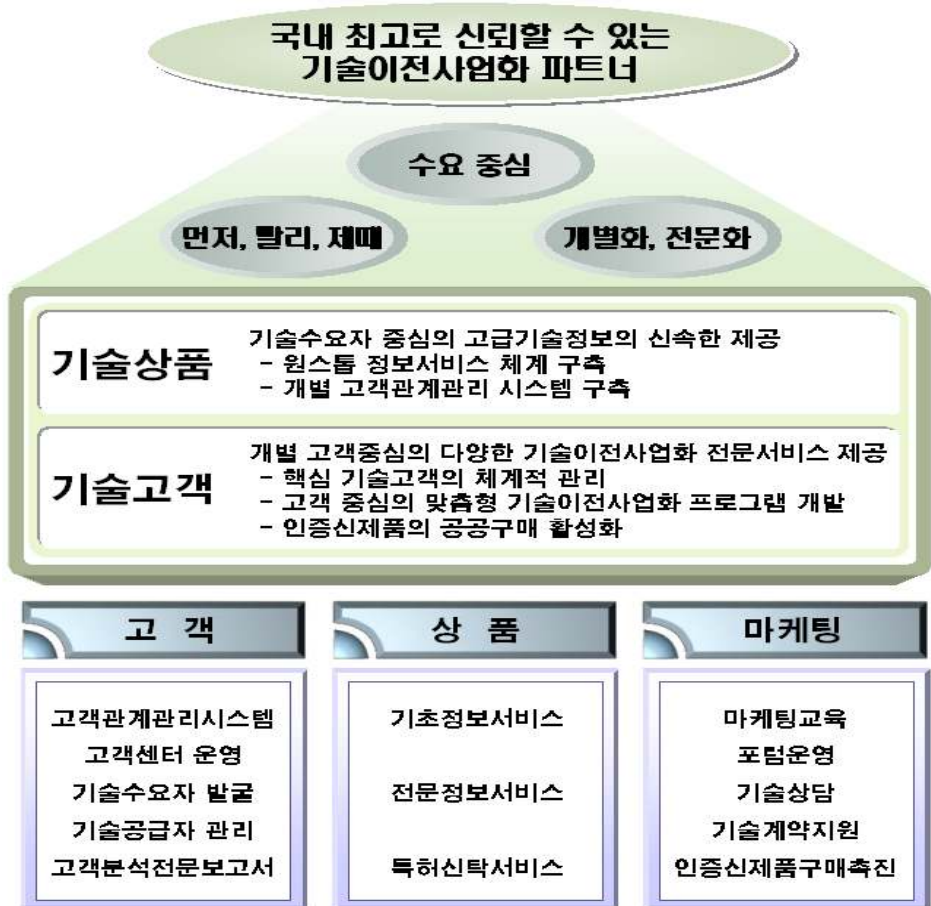 국내 최고로 신뢰할 수 있는
기술이전사업화 파트너
수요 중심
먼저, 빨리, 제때
개별화, 전문화
기술상품
기술수요자 중심의 고급기술정보의 신속한 제공
- 원스톱 정보서비스 체계 구축
- 개별 고객관계관리 시스템 구축
기술고객
개별 고객중심의 다양한 기술이전사업화 전문서비스 제공
- 핵심 기술고객의 체계적 관리
- 고객 중심의 맞춤형 기술이전사업화 프로그램 개발
- 인증신제품의 공공구매 활성화
고 객
고객관계관리시스템
고객센터 운영
기술수요자 발굴
기술공급자 관리
고객분석전문보고서
상 품
기초정보서비스
전문정보서비스
특허신탁서비스
마케팅
마케팅교육
포럼운영
기술상담
기술계약지원
인증신제품구매촉진